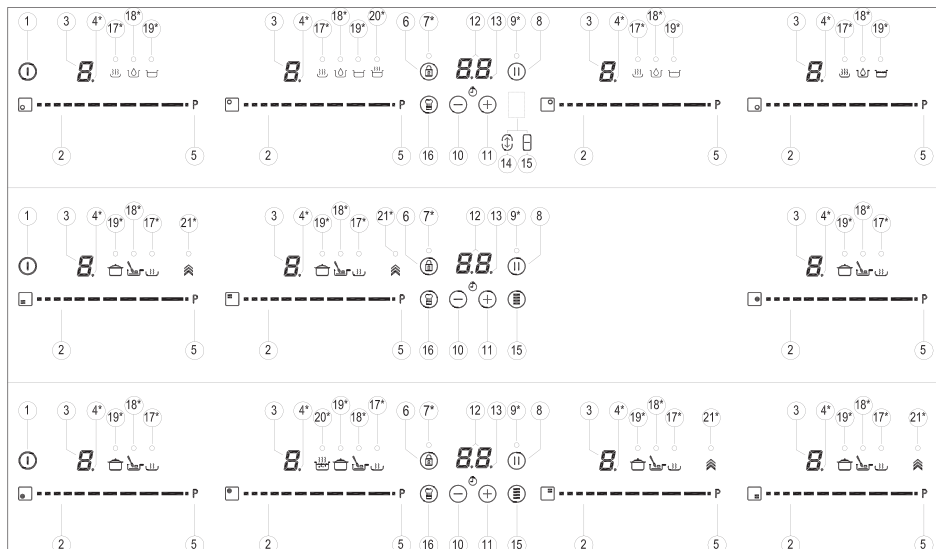 18* 18* 20* 18* 18*
1 3 4* 17* 19* 3 4* 17* 19* 6 7* 12 13 9* 8 3 4* 17* 19* 3 4* 17* 19*
8. 8. 8.8. 8. 8.
P P P P
2 5 2 5 16 10 11 14 15 2 5 2 5
18* 21* 18* 21* 18*
1 3 4* 19* 17* 3 4* 19* 17* 6 7* 12 13 9* 8 3 4* 19* 17*
8. 8. 8.8. 8.
P P P
2 5 2 5 16 10 11 15 2 5
18* 19* 17* 18* 21* 18* 21*
1 3 4* 19* 17* 3 4* 20* 18* 6 7* 12 13 9* 8 3 4* 19* 17* 3 4* 19* 17*
8. 8. 8.8. 8. 8.
P P P P
2 5 2 5 16 10 11 15 2 5 2 5